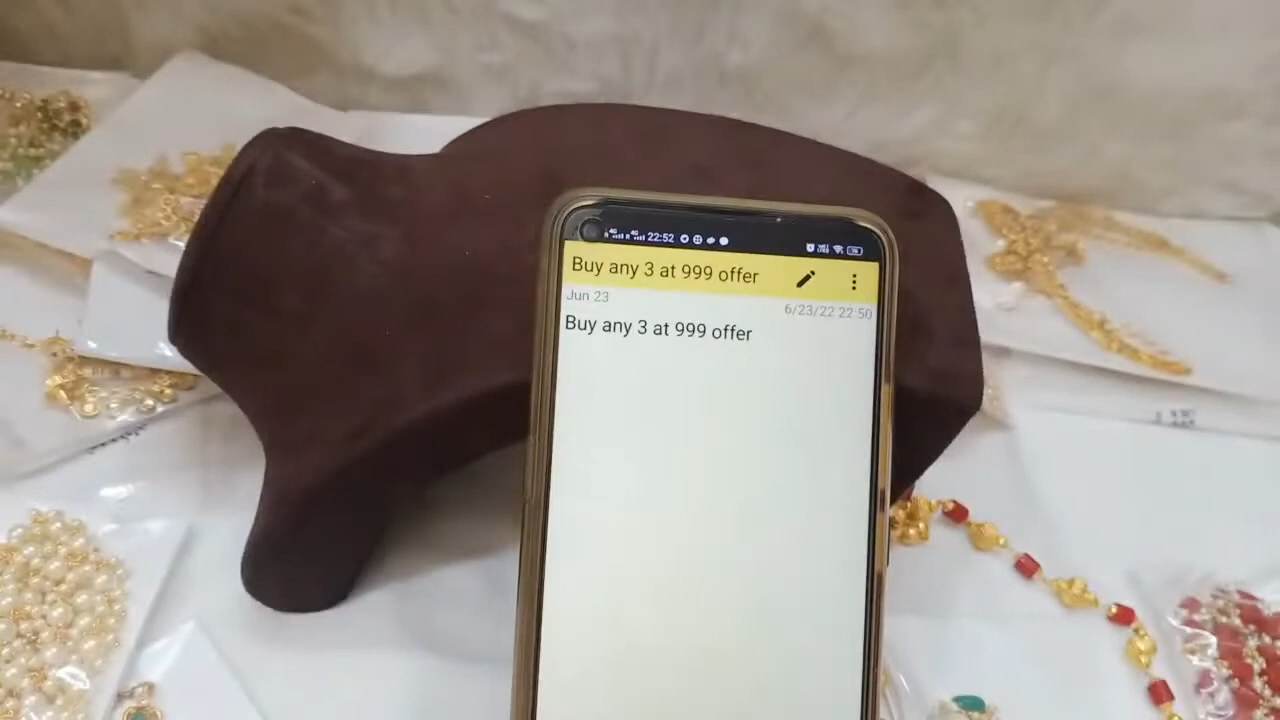 22:52
Buy any 3 at 999 offer
Jun 23
6/23/22 22:50
Buy any 3 at 999 offer